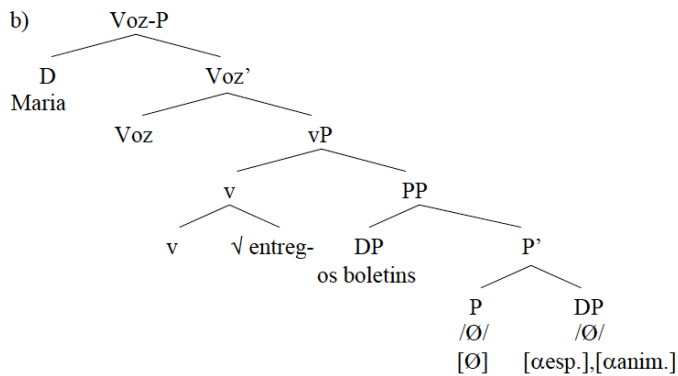 b) Voz-P
D Voz’
Maria
Voz vP
v PP
v √ entreg- DP P’
os boletins
P DP
/Ø/ /Ø/
[Ø] [αesp.],[αanim.]